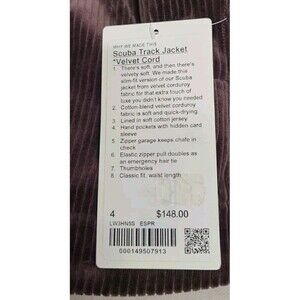 WHY WE MADE THIS
Scuba Track Jacket
*Velvet Cord
1. There's soft, and then there's
velvety soft. We made this
slim-fit version of our Scuba
jacket from velvet corduroy
fabric for that extra touch of
luxe you didn't know you needed
2. Cotton-blend velvet corduroy
fabric is soft and quick-drying
3. Lined in soft cotton jersey
4. Hand pockets with hidden card
sleeve
5. Zipper garage keeps chafe in
check
6. Elastic zipper pull doubles as
an emergency hair tie
7. Thumbholes
8. Classic fit, waist length
4 $148.00
LW3HN5S ESPR
000149507913